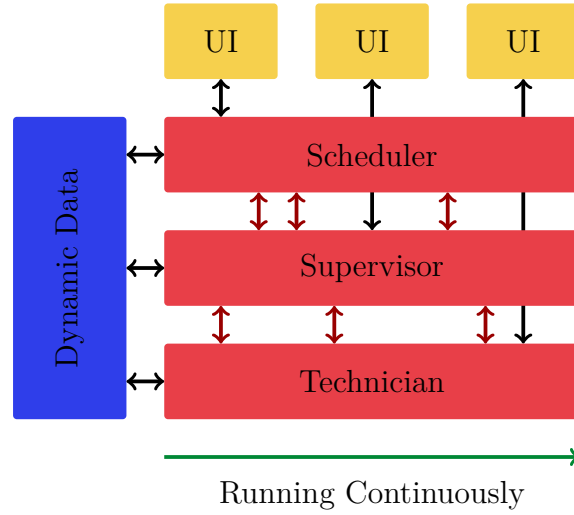 UI
UI
UI
Scheduler
Dynamic Data
Supervisor
Technician
Running Continuously